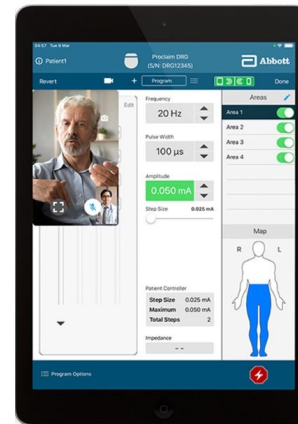 04:57 Tue 9 Mar
Patient1
Proclaim DRG
(S/N: DRG12345)
Abbott
Revert
Program
Done
Edit
Frequency
20 Hz
Pulse Width
100 µs
Amplitude
0.050 mA
Step Size 0.025 mA
Patient Controller
Step Size 0.025 mA
Maximum 0.050 mA
Total Steps 2
Impedance
--
Areas
Area 1
Area 2
Area 3
Area 4
Map
R L
Program Options